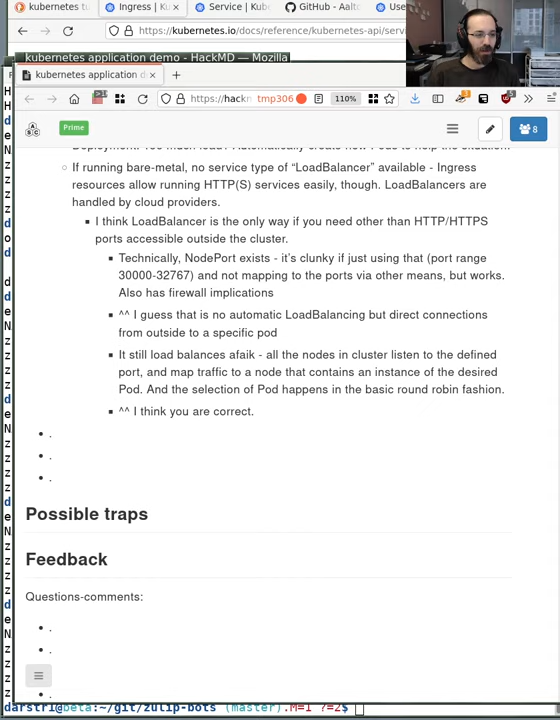 kubernetes tu
Ingress | Kub
Service | Kube
GitHub - Aalto
Use
https://kubernetes.io/docs/reference/kubernetes-api/serv
kubernetes application demo - HackMD — Mozilla
kubernetes application d
https://hackn
tmp306
110%
Prime
8
If running bare-metal, no service type of “LoadBalancer” available - Ingress
resources allow running HTTP(S) services easily, though. LoadBalancers are
handled by cloud providers.
I think LoadBalancer is the only way if you need other than HTTP/HTTPS
ports accessible outside the cluster.
Technically, NodePort exists - it’s clunky if just using that (port range
30000-32767) and not mapping to the ports via other means, but works.
Also has firewall implications
^^ I guess that is no automatic LoadBalancing but direct connections
from outside to a specific pod
It still load balances afaik - all the nodes in cluster listen to the defined
port, and map traffic to a node that contains an instance of the desired
Pod. And the selection of Pod happens in the basic round robin fashion.
^^ I think you are correct.
.
.
.
Possible traps
Feedback
Questions-comments:
.
.
.
darstr1@beta:~/git/zulip-bots (master).M=1 ?=2$